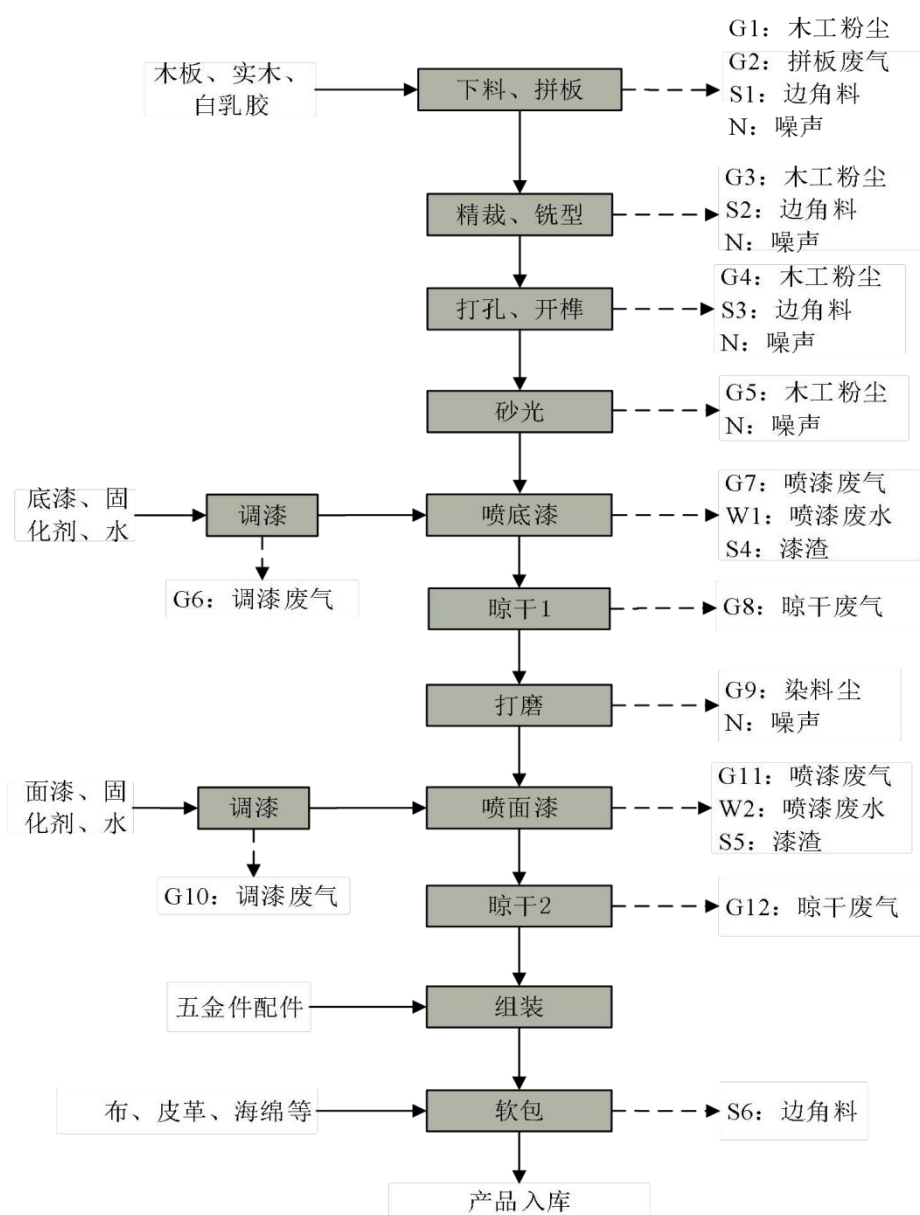 G1：木工粉尘
G2：拼板废气
S1：边角料
N：噪声
木板、实木、
白乳胶
下料、拼板
G3：木工粉尘
S2：边角料
N：噪声
精裁、铣型
G4：木工粉尘
S3：边角料
N：噪声
打孔、开榫
G5：木工粉尘
N：噪声
砂光
底漆、固
化剂、水
调漆
喷底漆
G7：喷漆废气
W1：喷漆废水
S4：漆渣
G6：调漆废气
晾干1
G8：晾干废气
打磨
G9：染料尘
N：噪声
面漆、固
化剂、水
调漆
喷面漆
G11：喷漆废气
W2：喷漆废水
S5：漆渣
G10：调漆废气
晾干2
G12：晾干废气
五金件配件
组装
布、皮革、海绵等
软包
S6：边角料
产品入库